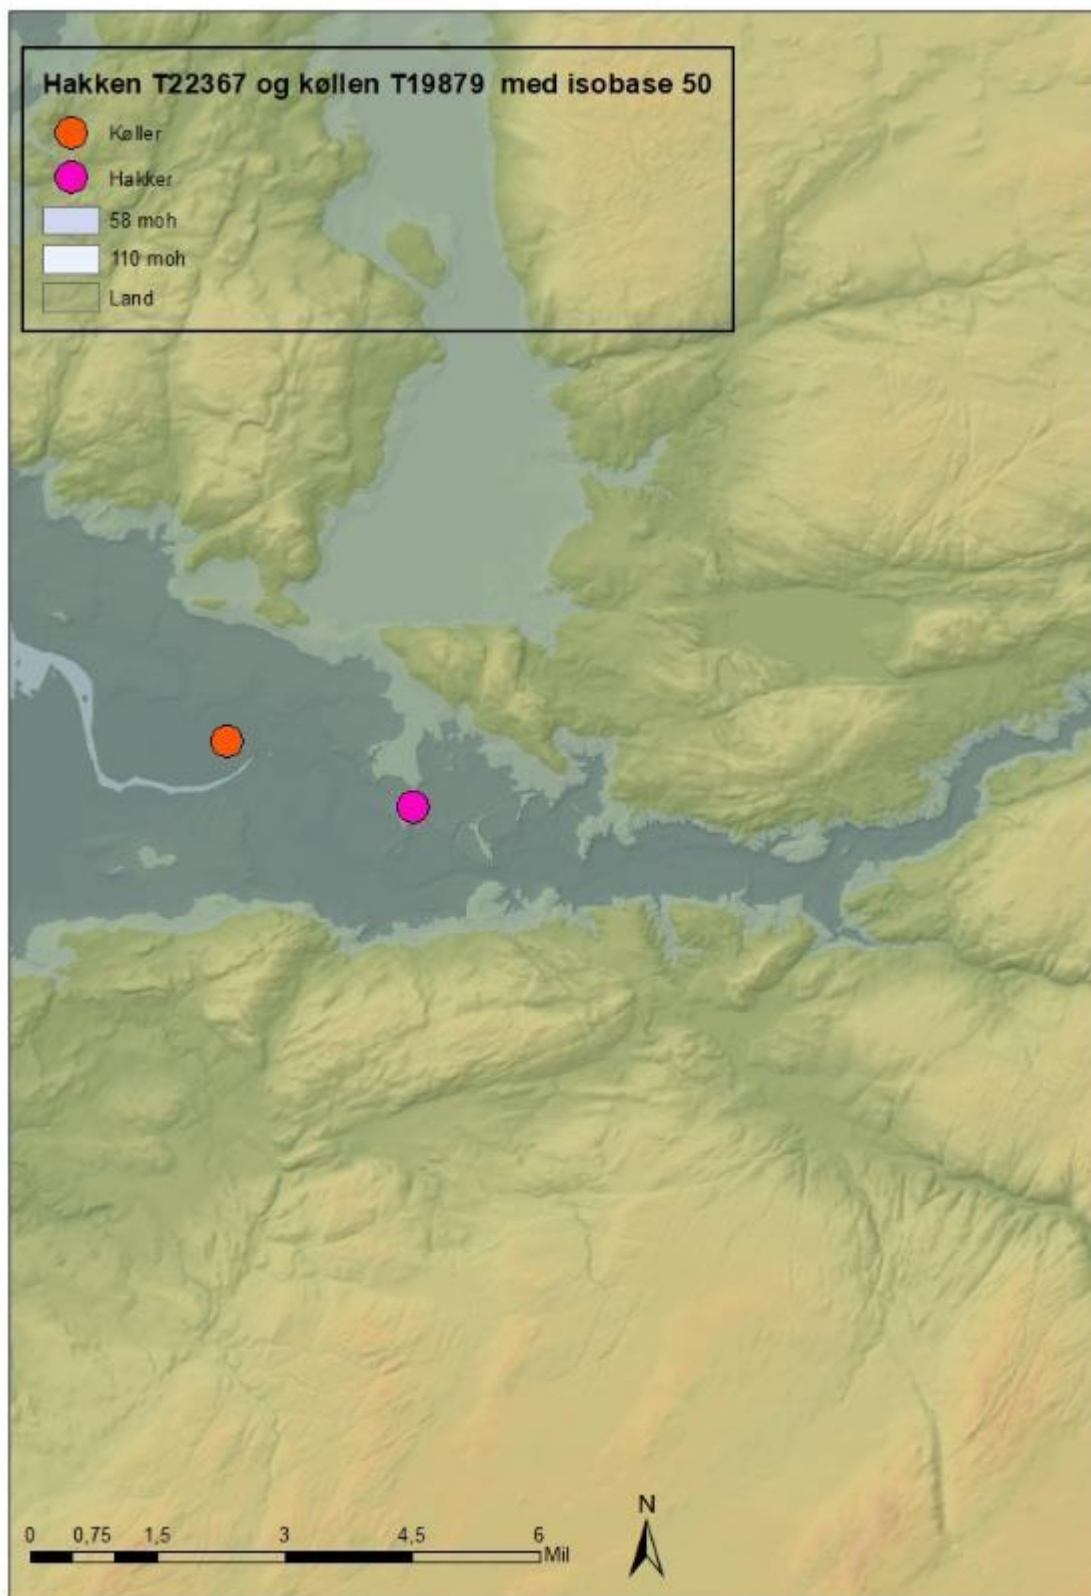 Hakken T22367 og køllen T19879 med isobase 50
Køller
Hakker
58 moh
110 moh
Land
0 0,75 1,5 3 4,5 6
Mil
N